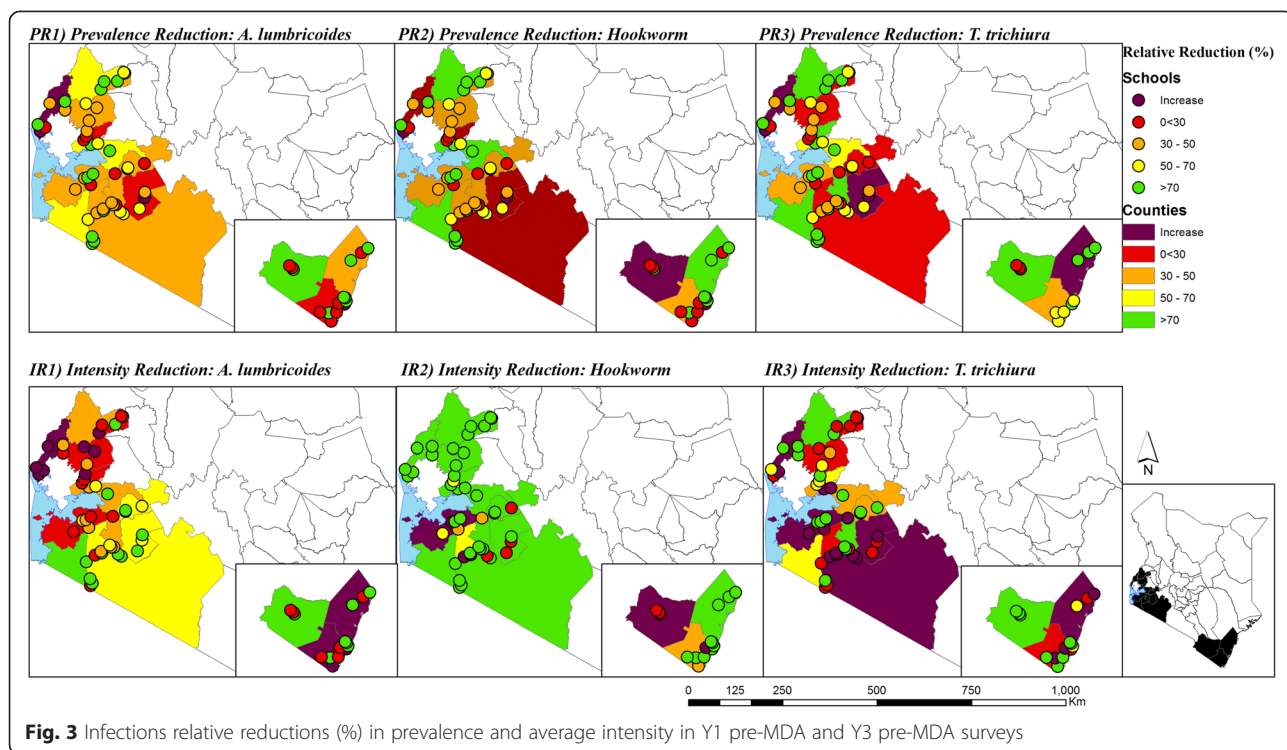 PR1) Prevalence Reduction: A. lumbricoides
PR2) Prevalence Reduction: Hookworm
PR3) Prevalence Reduction: T. trichiura
Relative Reduction (%)
Schools
Increase
0<30
30 - 50
50 - 70
>70
Counties
Increase
0<30
30 - 50
50 - 70
>70
IR1) Intensity Reduction: A. lumbricoides
IR2) Intensity Reduction: Hookworm
IR3) Intensity Reduction: T. trichiura
N
0 125 250 500 750 1,000
Km
Fig. 3 Infections relative reductions (%) in prevalence and average intensity in Y1 pre-MDA and Y3 pre-MDA surveys